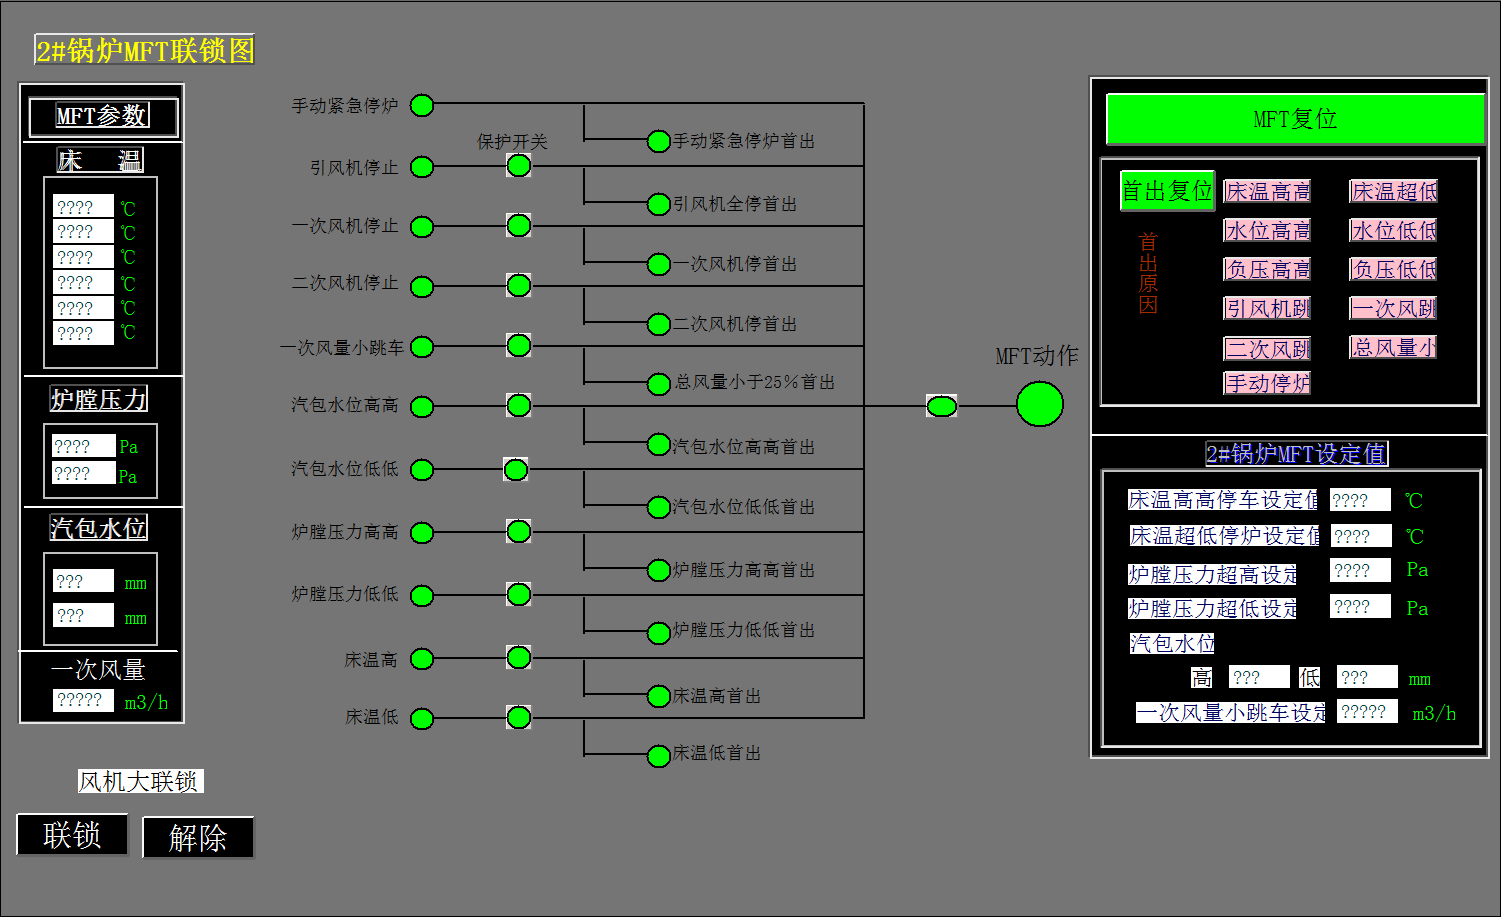 2#锅炉MFT联锁图
MFT参数
床 温
???? ℃
???? ℃
???? ℃
???? ℃
???? ℃
???? ℃
炉膛压力
???? Pa
???? Pa
汽包水位
??? mm
??? mm
一次风量
????? m3/h
风机大联锁
联锁 解除
手动紧急停炉
手动紧急停炉首出
保护开关
引风机停止
引风机全停首出
一次风机停止
一次风机停首出
二次风机停止
二次风机停首出
一次风量小跳车
总风量小于25%首出
汽包水位高高
汽包水位高高首出
汽包水位低低
汽包水位低低首出
炉膛压力高高
炉膛压力高高首出
炉膛压力低低
炉膛压力低低首出
床温高
床温高首出
床温低
床温低首出
MFT动作
MFT复位
首出复位
首出原因
床温高高 床温超低
水位高高 水位低低
负压高高 负压低低
引风机跳 一次风跳
二次风跳 总风量小
手动停炉
2#锅炉MFT设定值
床温高高停车设定值 ???? ℃
床温超低停炉设定值 ???? ℃
炉膛压力超高设定 ???? Pa
炉膛压力超低设定 ???? Pa
汽包水位
高 ??? 低 ??? mm
一次风量小跳车设定 ????? m3/h